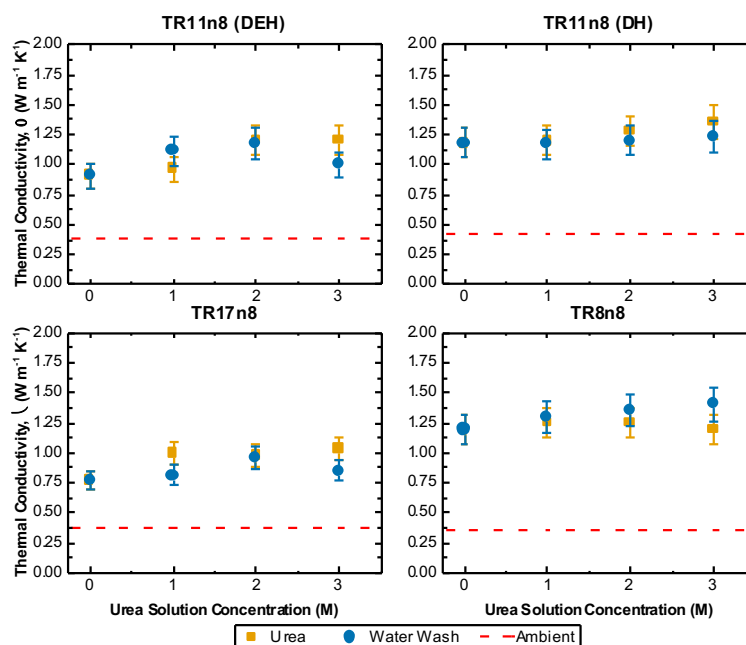 TR11n8 (DEH)
TR11n8 (DH)
Thermal Conductivity, 0 (W m⁻¹ K⁻¹)
2.00
1.75
1.50
1.25
1.00
0.75
0.50
0.25
0.00
0 1 2 3
2.00
1.75
1.50
1.25
1.00
0.75
0.50
0.25
0.00
0 1 2 3
TR17n8
TR8n8
Thermal Conductivity, \ (W m⁻¹ K⁻¹)
2.00
1.75
1.50
1.25
1.00
0.75
0.50
0.25
0.00
0 1 2 3
2.00
1.75
1.50
1.25
1.00
0.75
0.50
0.25
0.00
0 1 2 3
Urea Solution Concentration (M)
Urea Solution Concentration (M)
Urea Water Wash Ambient